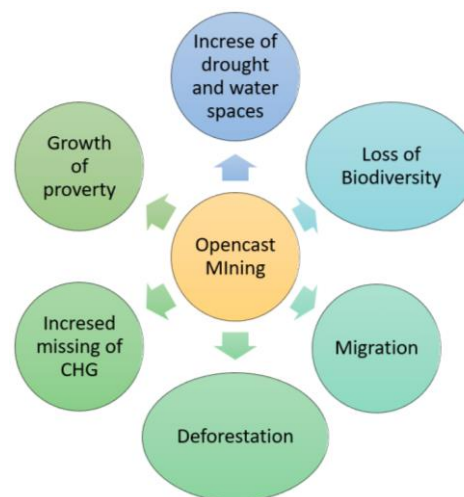 Increse of
drought and water
spaces
Growth
of
proverty
Loss of
Biodiversity
Opencast
MIning
Incresed
missing of
CHG
Migration
Deforestation